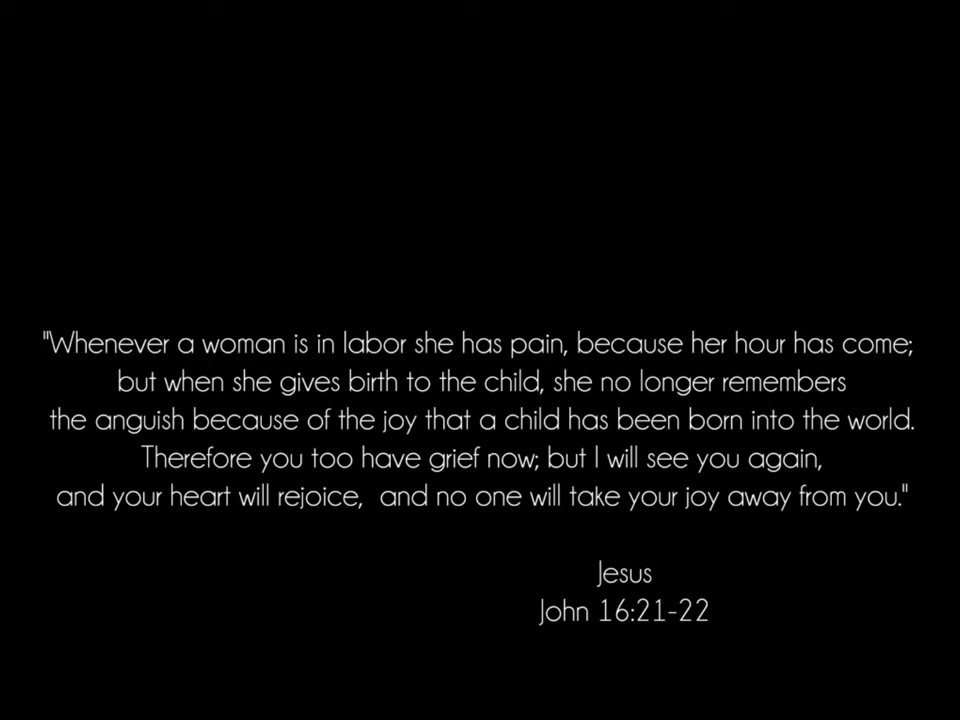 "Whenever a woman is in labor she has pain, because her hour has come;
but when she gives birth to the child, she no longer remembers
the anguish because of the joy that a child has been born into the world.
Therefore you too have grief now; but I will see you again,
and your heart will rejoice,  and no one will take your joy away from you."
Jesus
John 16:21-22